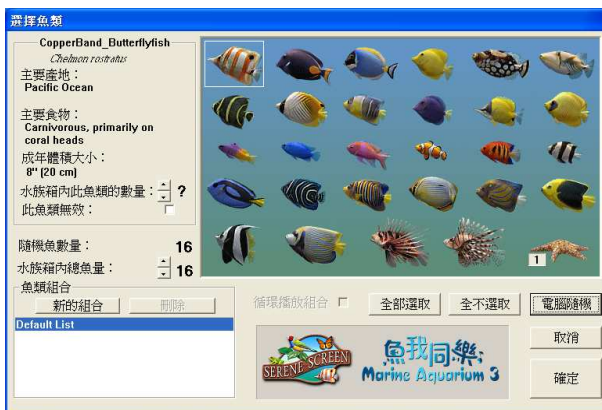 選擇魚類
CopperBand_Butterflyfish
Chelmon rostratus
主要產地：
Pacific Ocean
主要食物：
Carnivorous, primarily on
coral heads
成年體積大小：
8" (20 cm)
水族箱內此魚類的數量： ?
此魚類無效：
隨機魚數量： 16
水族箱內總魚量： 16
1
魚類組合
新的組合 刪除
Default List
循環播放組合 全部選取 全不選取 電腦隨機
取消
確定
SERENE SCREEN
魚我同樂
Marine Aquarium 3